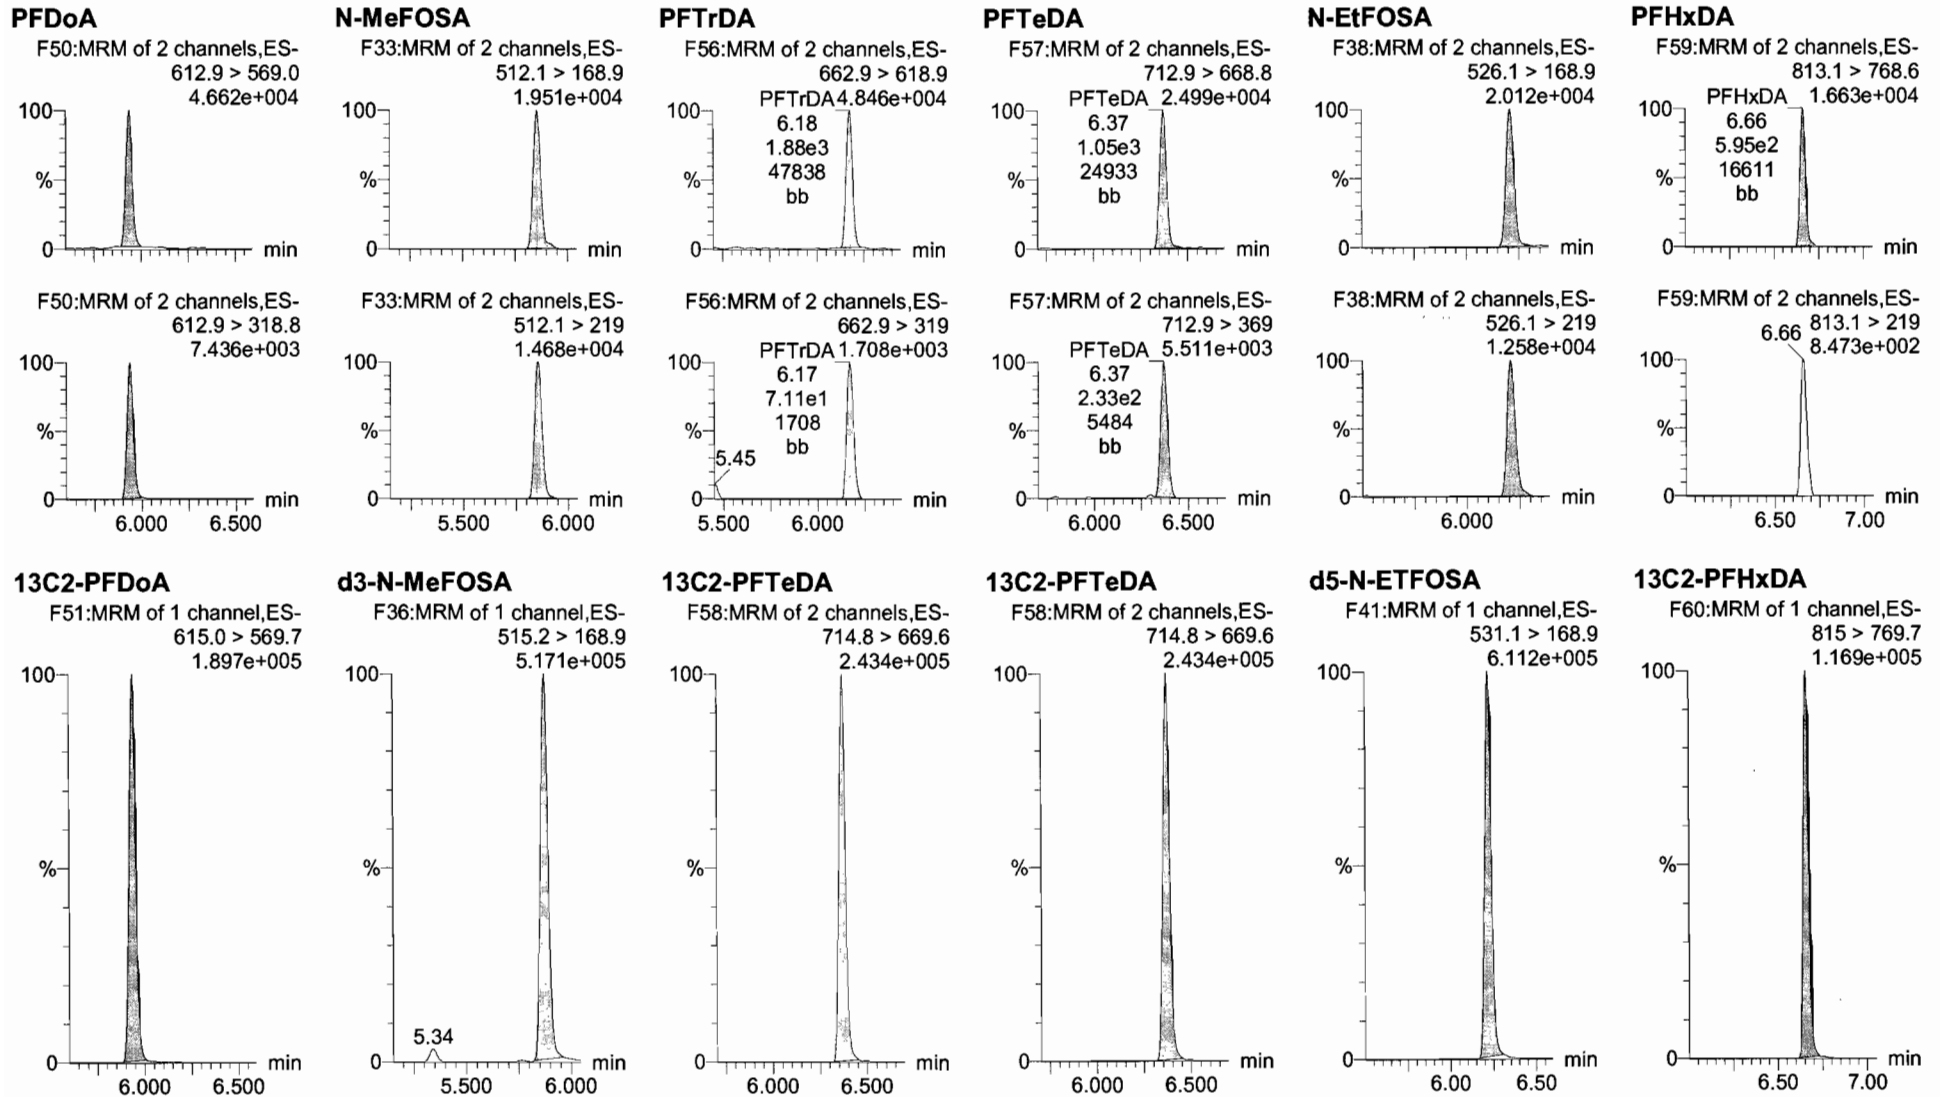 PFDoA
F50:MRM of 2 channels,ES-
612.9 > 569.0
4.662e+004
100
%
0
min
F50:MRM of 2 channels,ES-
612.9 > 318.8
7.436e+003
100
%
0
min
6.000 6.500
N-MeFOSA
F33:MRM of 2 channels,ES-
512.1 > 168.9
1.951e+004
100
%
0
min
F33:MRM of 2 channels,ES-
512.1 > 219
1.468e+004
100
%
0
min
5.500 6.000
PFTrDA
F56:MRM of 2 channels,ES-
662.9 > 618.9
PFTrDA 4.846e+004
100
6.18
1.88e3
47838
bb
%
0
min
F56:MRM of 2 channels,ES-
662.9 > 319
PFTrDA 1.708e+003
100
6.17
7.11e1
1708
bb
%
5.45
0
min
5.500 6.000
PFTeDA
F57:MRM of 2 channels,ES-
712.9 > 668.8
PFTeDA 2.499e+004
100
6.37
1.05e3
24933
bb
%
0
min
F57:MRM of 2 channels,ES-
712.9 > 369
PFTeDA 5.511e+003
100
6.37
2.33e2
5484
bb
%
0
min
6.000 6.500
N-EtFOSA
F38:MRM of 2 channels,ES-
526.1 > 168.9
2.012e+004
100
%
0
min
F38:MRM of 2 channels,ES-
526.1 > 219
1.258e+004
100
%
0
min
6.000
PFHxDA
F59:MRM of 2 channels,ES-
813.1 > 768.6
PFHxDA 1.663e+004
100
6.66
5.95e2
16611
bb
%
0
min
F59:MRM of 2 channels,ES-
813.1 > 219
6.66 8.473e+002
100
%
0
min
6.50 7.00
13C2-PFDoA
F51:MRM of 1 channel,ES-
615.0 > 569.7
1.897e+005
100
%
0
min
6.000 6.500
d3-N-MeFOSA
F36:MRM of 1 channel,ES-
515.2 > 168.9
5.171e+005
100
%
5.34
0
min
5.500 6.000
13C2-PFTeDA
F58:MRM of 2 channels,ES-
714.8 > 669.6
2.434e+005
100
%
0
min
6.000 6.500
13C2-PFTeDA
F58:MRM of 2 channels,ES-
714.8 > 669.6
2.434e+005
100
%
0
min
6.000 6.500
d5-N-ETFOSA
F41:MRM of 1 channel,ES-
531.1 > 168.9
6.112e+005
100
%
0
min
6.00 6.50
13C2-PFHxDA
F60:MRM of 1 channel,ES-
815 > 769.7
1.169e+005
100
%
0
min
6.50 7.00